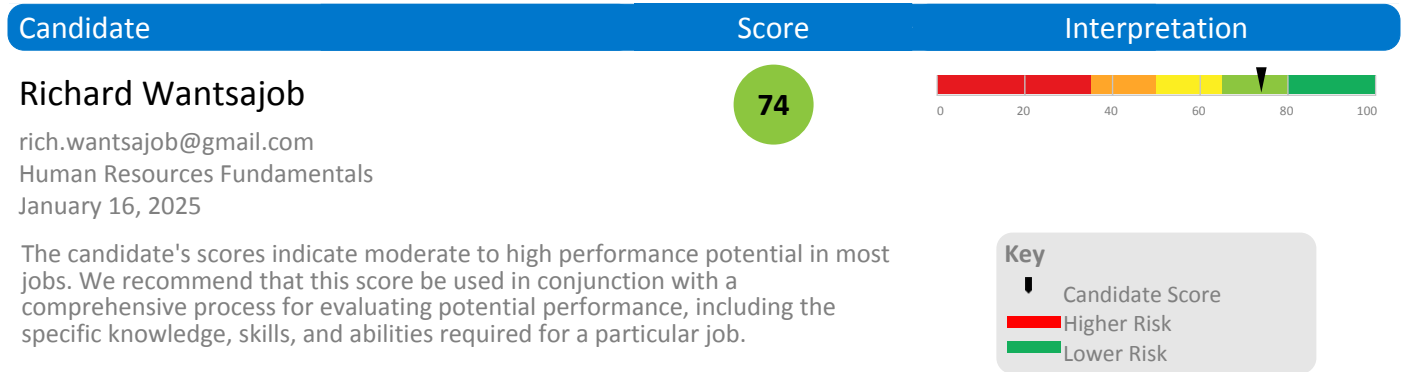 Candidate Score Interpretation
Richard Wantsajob
74
0 20 40 60 80 100
rich.wantsajob@gmail.com
Human Resources Fundamentals
January 16, 2025
The candidate's scores indicate moderate to high performance potential in most
jobs. We recommend that this score be used in conjunction with a
comprehensive process for evaluating potential performance, including the
specific knowledge, skills, and abilities required for a particular job.
Key
Candidate Score
Higher Risk
Lower Risk